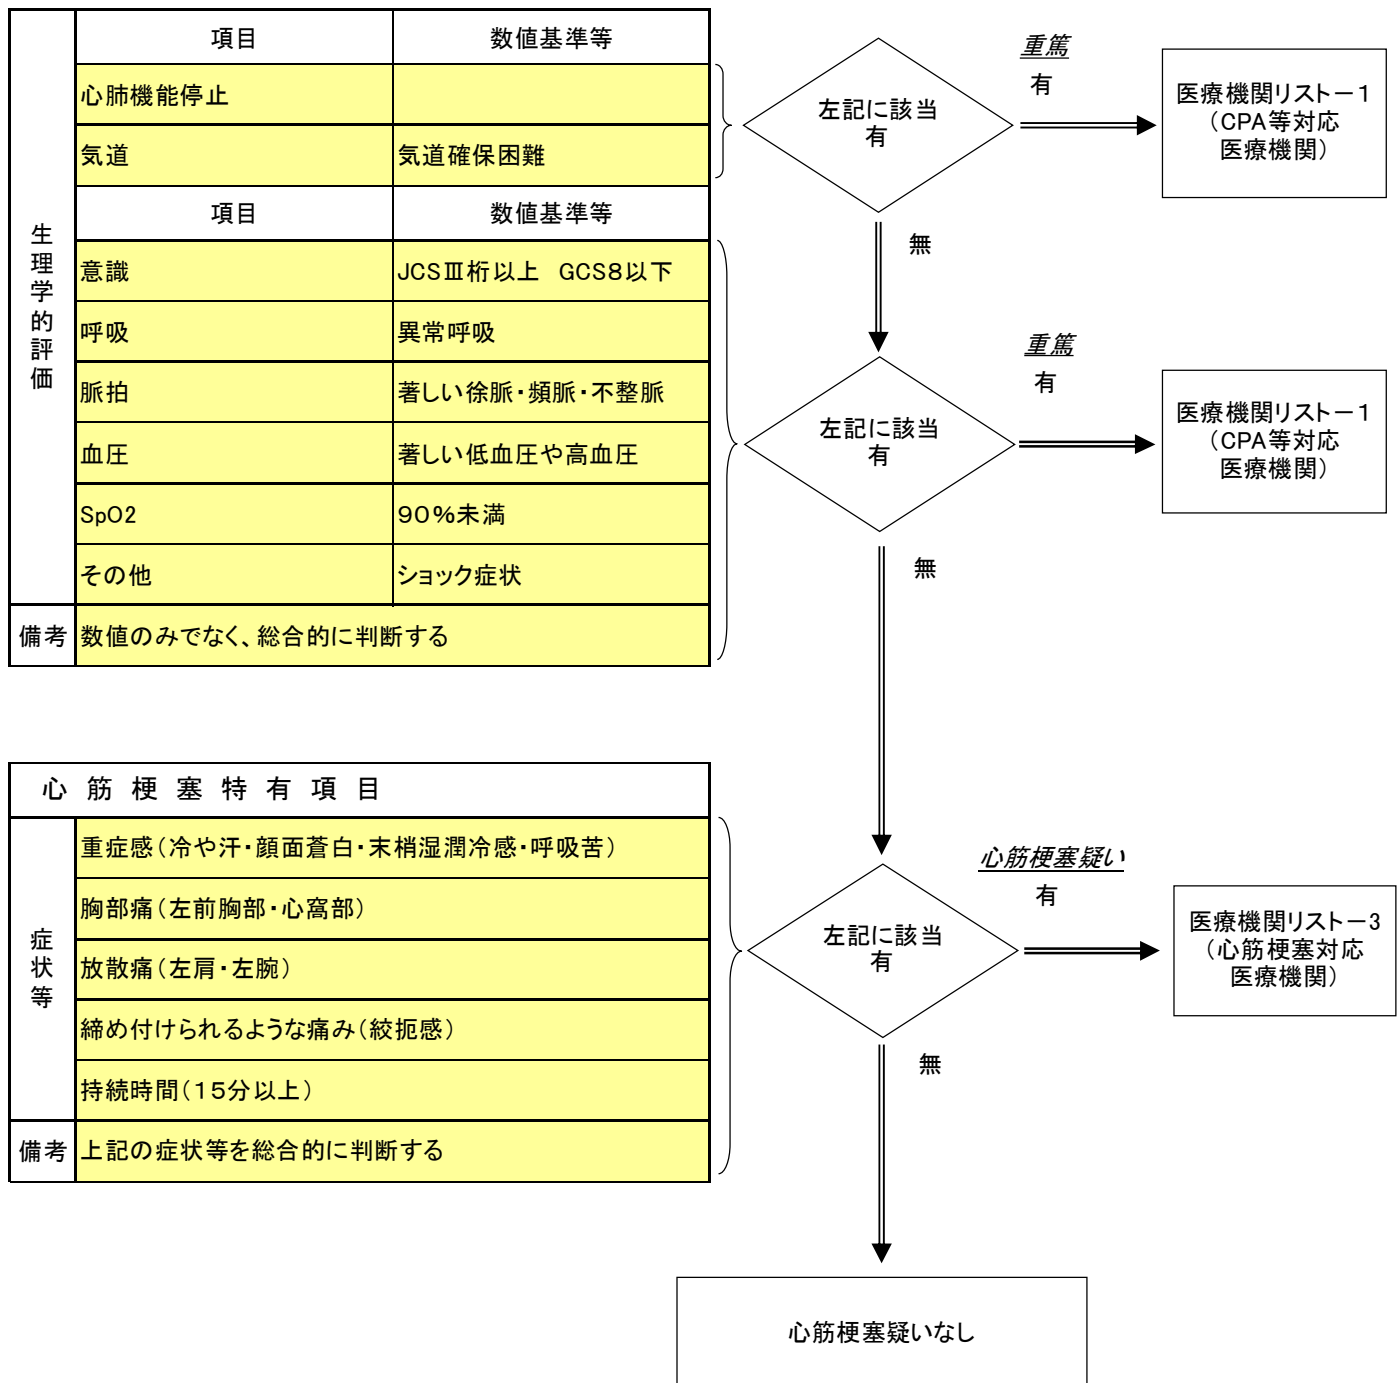 項目 数値基準等
心肺機能停止
気道 気道確保困難
項目 数値基準等
生理学的評価
意識 JCSⅢ桁以上 GCS8以下
呼吸 異常呼吸
脈拍 著しい徐脈・頻脈・不整脈
血圧 著しい低血圧や高血圧
SpO2 90%未満
その他 ショック症状
備考 数値のみでなく、総合的に判断する
左記に該当
有
重篤
有
医療機関リストー1
(CPA等対応
医療機関)
無
左記に該当
有
重篤
有
医療機関リストー1
(CPA等対応
医療機関)
無
心筋梗塞特有項目
症状等
重症感(冷や汗・顔面蒼白・末梢湿潤冷感・呼吸苦)
胸部痛(左前胸部・心窩部)
放散痛(左肩・左腕)
締め付けられるような痛み(絞扼感)
持続時間(15分以上)
備考 上記の症状等を総合的に判断する
左記に該当
有
心筋梗塞疑い
有
医療機関リストー3
(心筋梗塞対応
医療機関)
無
心筋梗塞疑いなし